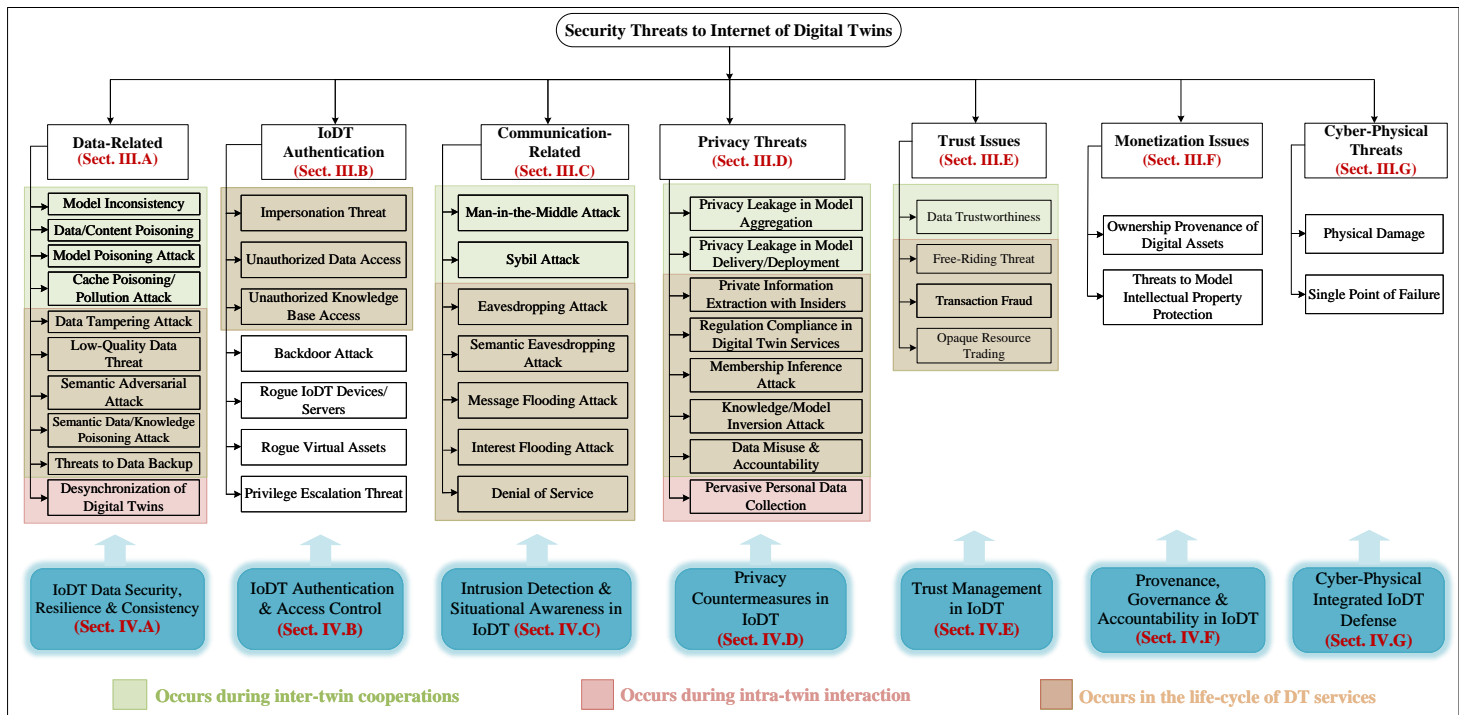 Security Threats to Internet of Digital Twins
Data-Related
(Sect. III.A)
Model Inconsistency
Data/Content Poisoning
Model Poisoning Attack
Cache Poisoning/
Pollution Attack
Data Tampering Attack
Low-Quality Data
Threat
Semantic Adversarial
Attack
Semantic Data/Knowledge
Poisoning Attack
Threats to Data Backup
Desynchronization of
Digital Twins
IoDT Data Security,
Resilience & Consistency
(Sect. IV.A)
IoDT
Authentication
(Sect. III.B)
Impersonation Threat
Unauthorized Data Access
Unauthorized Knowledge
Base Access
Backdoor Attack
Rogue IoDT Devices/
Servers
Rogue Virtual Assets
Privilege Escalation Threat
IoDT Authentication
& Access Control
(Sect. IV.B)
Communication-
Related
(Sect. III.C)
Man-in-the-Middle Attack
Sybil Attack
Eavesdropping Attack
Semantic Eavesdropping
Attack
Message Flooding Attack
Interest Flooding Attack
Denial of Service
Intrusion Detection &
Situational Awareness in
IoDT (Sect. IV.C)
Privacy Threats
(Sect. III.D)
Privacy Leakage in Model
Aggregation
Privacy Leakage in Model
Delivery/Deployment
Private Information
Extraction with Insiders
Regulation Compliance in
Digital Twin Services
Membership Inference
Attack
Knowledge/Model
Inversion Attack
Data Misuse &
Accountability
Pervasive Personal Data
Collection
Privacy
Countermeasures in
IoDT
(Sect. IV.D)
Trust Issues
(Sect. III.E)
Data Trustworthiness
Free-Riding Threat
Transaction Fraud
Opaque Resource
Trading
Trust Management
in IoDT
(Sect. IV.E)
Monetization Issues
(Sect. III.F)
Ownership Provenance of
Digital Assets
Threats to Model
Intellectual Property
Protection
Provenance,
Governance &
Accountability in IoDT
(Sect. IV.F)
Cyber-Physical
Threats
(Sect. III.G)
Physical Damage
Single Point of Failure
Cyber-Physical
Integrated IoDT
Defense
(Sect. IV.G)
Occurs during inter-twin cooperations
Occurs during intra-twin interaction
Occurs in the life-cycle of DT services